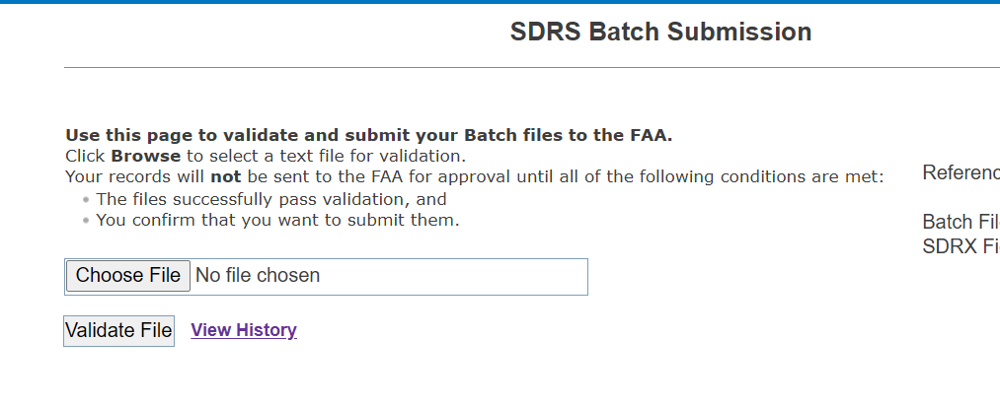 SDRS Batch Submission
Use this page to validate and submit your Batch files to the FAA.
Click Browse to select a text file for validation.
Your records will not be sent to the FAA for approval until all of the following conditions are met:
The files successfully pass validation, and
You confirm that you want to submit them.
Choose File No file chosen
Validate File View History
Referenc
Batch Fil
SDRX Fi